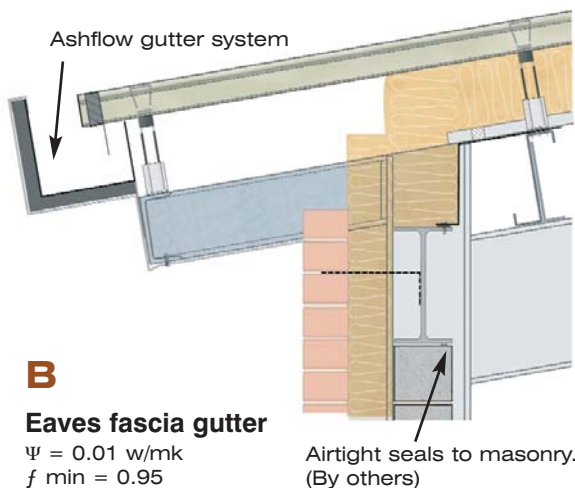 Ashflow gutter system
B
Eaves fascia gutter
Ψ = 0.01 w/mk
ƒ min = 0.95
Airtight seals to masonry.
(By others)